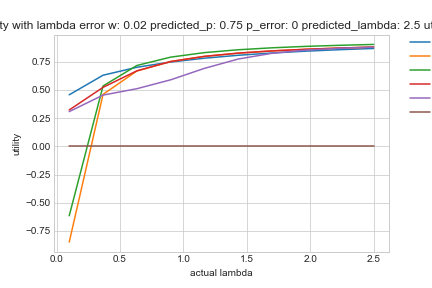 ty with lambda error w: 0.02 predicted_p: 0.75 p_error: 0 predicted_lambda: 2.5 ut
0.75
0.50
0.25
0.00
−0.25
−0.50
−0.75
utility
0.0 0.5 1.0 1.5 2.0 2.5
actual lambda